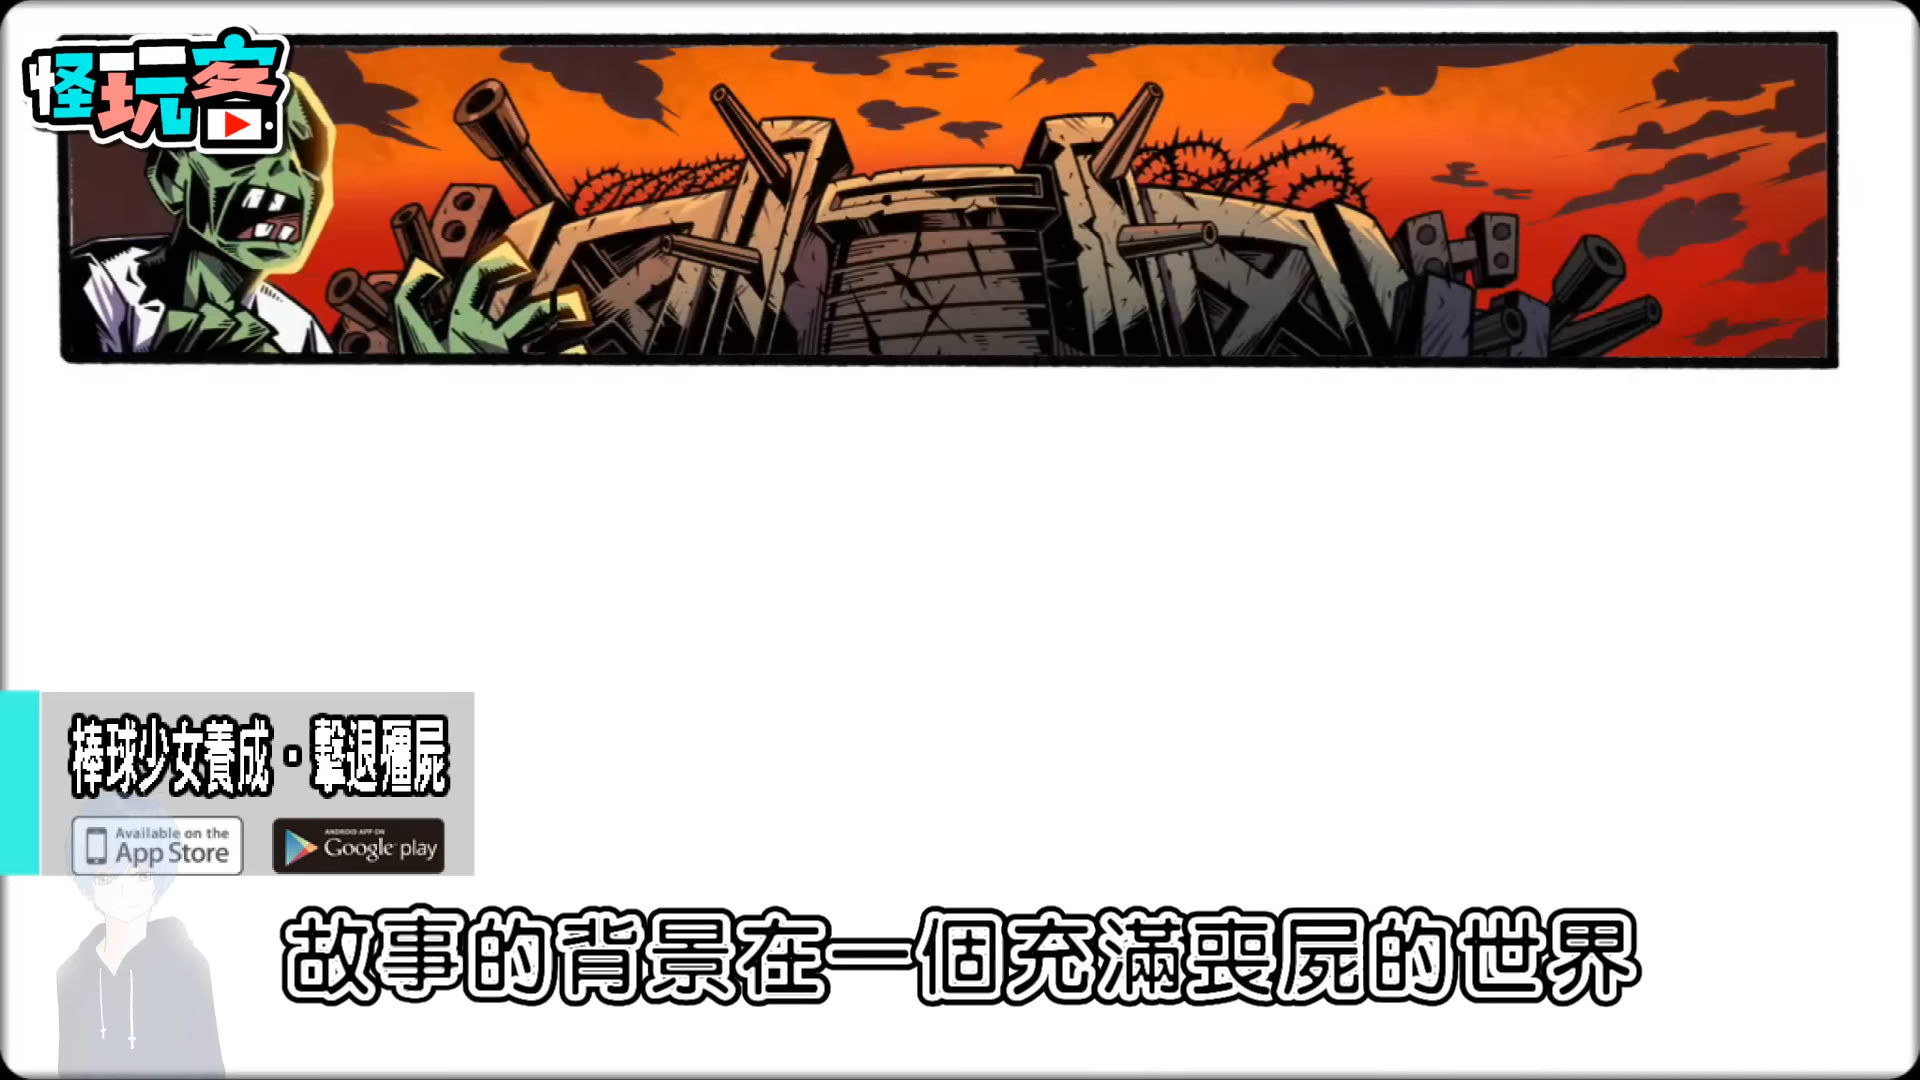 怪玩客
棒球少女養成·擊退殭屍
Available on the
App Store
ANDROID APP ON
Google play
故事的背景在一個充滿喪屍的世界